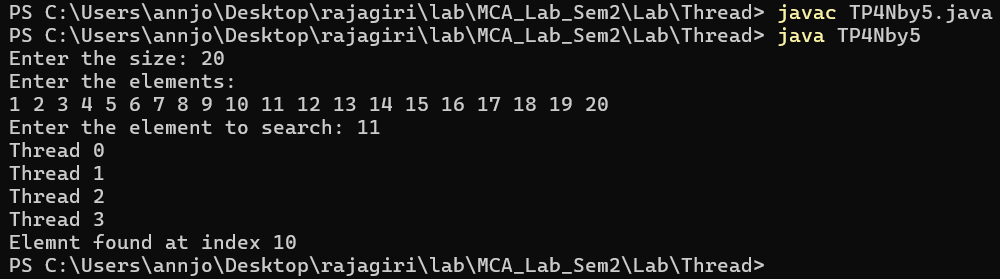 PS C:\Users\annjo\Desktop\rajagiri\lab\MCA_Lab_Sem2\Lab\Thread> javac TP4Nby5.java
PS C:\Users\annjo\Desktop\rajagiri\lab\MCA_Lab_Sem2\Lab\Thread> java TP4Nby5
Enter the size: 20
Enter the elements:
1 2 3 4 5 6 7 8 9 10 11 12 13 14 15 16 17 18 19 20
Enter the element to search: 11
Thread 0
Thread 1
Thread 2
Thread 3
Elemnt found at index 10
PS C:\Users\annjo\Desktop\rajagiri\lab\MCA_Lab_Sem2\Lab\Thread>